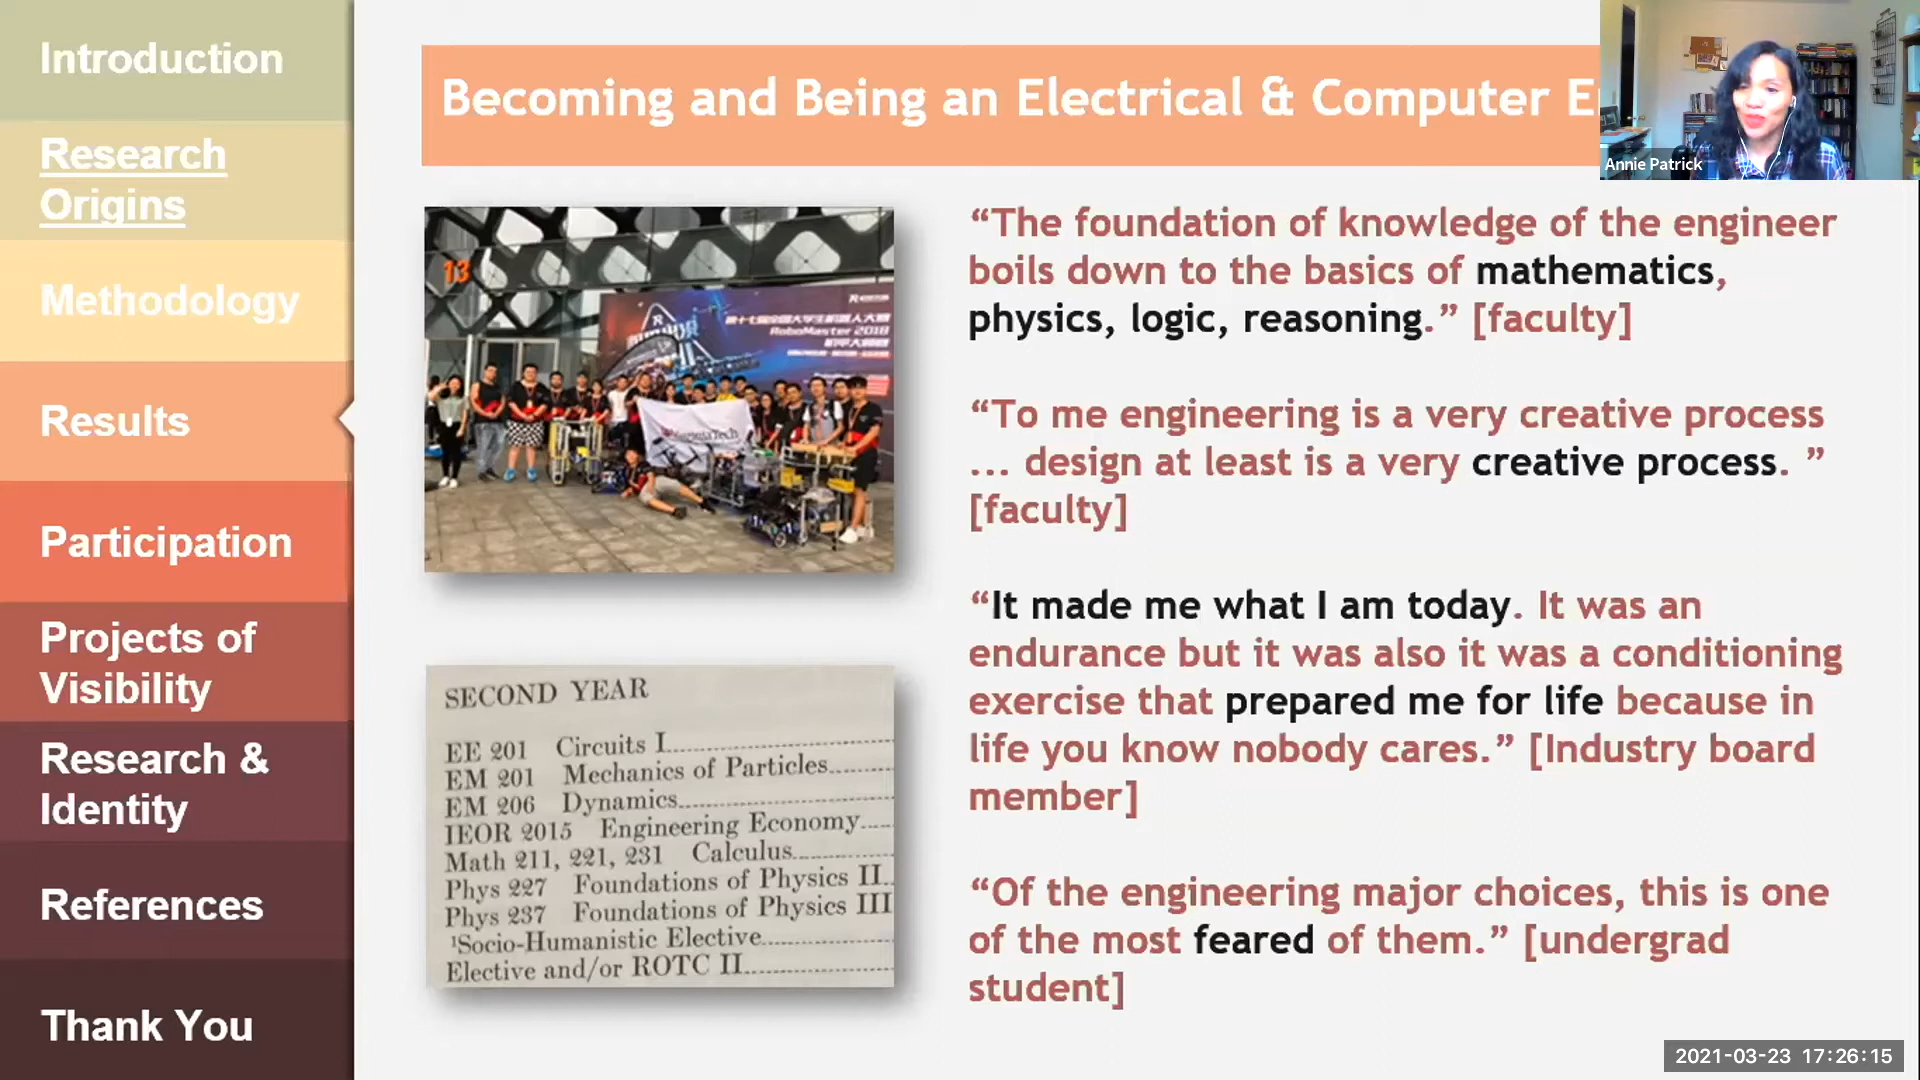 Introduction
Research
Origins
Methodology
Results
Participation
Projects of
Visibility
Research &
Identity
References
Thank You
Becoming and Being an Electrical & Computer E
Annie Patrick
13
RoboMaster 2018
VirginiaTech
SECOND YEAR
EE 201 Circuits I
EM 201 Mechanics of Particles
EM 206 Dynamics
IEOR 2015 Engineering Economy
Math 211, 221, 231 Calculus
Phys 227 Foundations of Physics II
Phys 237 Foundations of Physics III
¹Socio-Humanistic Elective
Elective and/or ROTC II
“The foundation of knowledge of the engineer
boils down to the basics of mathematics,
physics, logic, reasoning.” [faculty]
“To me engineering is a very creative process
... design at least is a very creative process. ”
[faculty]
“It made me what I am today. It was an
endurance but it was also it was a conditioning
exercise that prepared me for life because in
life you know nobody cares.” [Industry board
member]
“Of the engineering major choices, this is one
of the most feared of them.” [undergrad
student]
2021-03-23 17:26:15